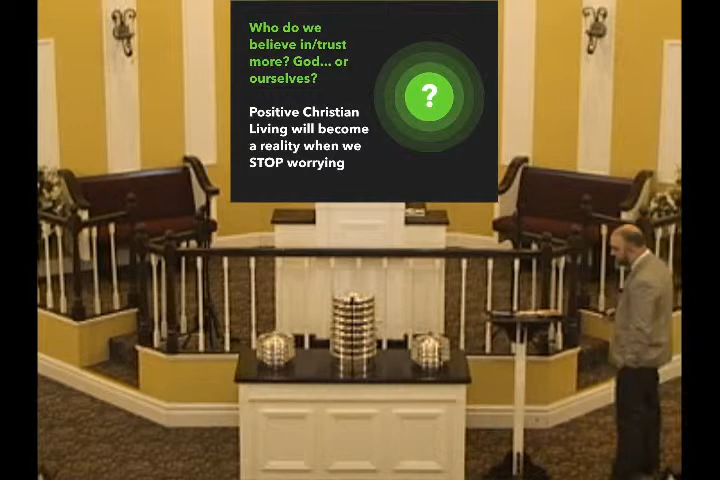 Who do we
believe in/trust
more? God... or
ourselves?
?
Positive Christian
Living will become
a reality when we
STOP worrying